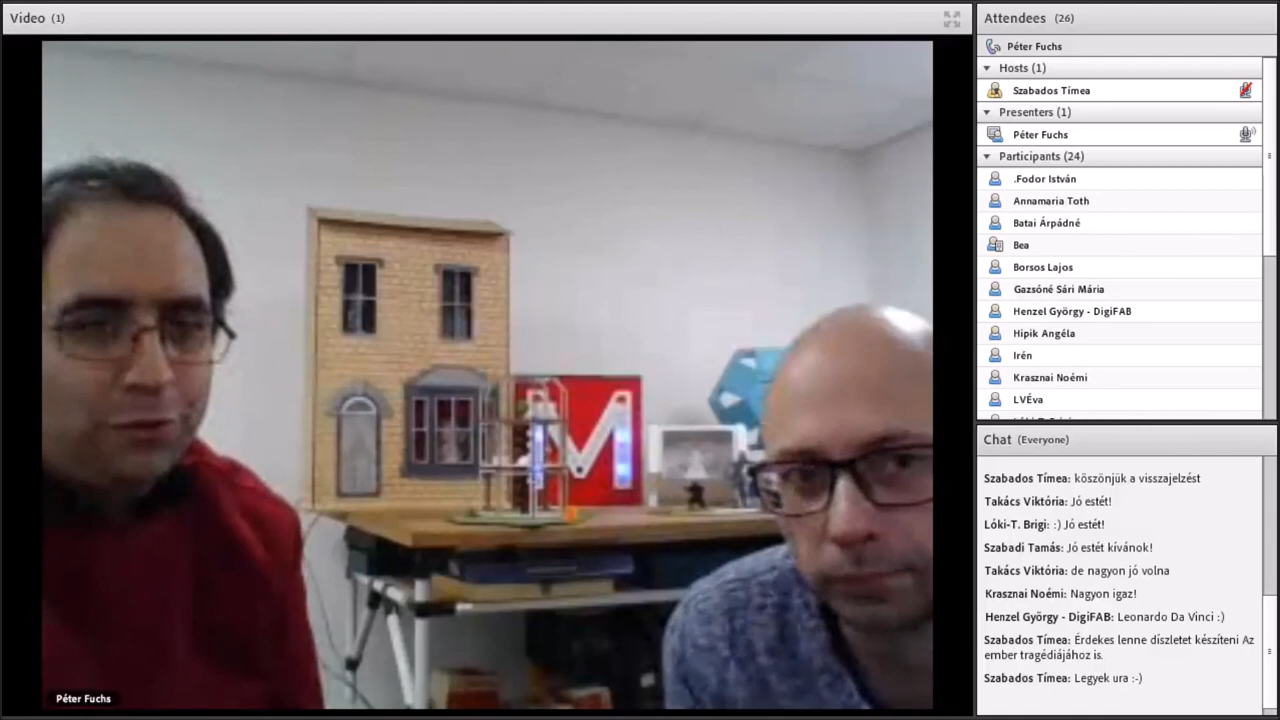 Video (1)
Péter Fuchs
M
Attendees (26)
Péter Fuchs
Hosts (1)
Szabados Tímea
Presenters (1)
Péter Fuchs
Participants (24)
.Fodor István
Annamaria Toth
Batai Árpádné
Bea
Borsos Lajos
Gazsóné Sári Mária
Henzel György - DigiFAB
Hipik Angéla
Irén
Krasznai Noémi
LVÉva
Chat (Everyone)
Szabados Tímea: köszönjük a visszajelzést
Takács Viktória: Jó estét!
Lóki-T. Brigi: :) Jó estét!
Szabadi Tamás: Jó estét kívánok!
Takács Viktória: de nagyon jó volna
Krasznai Noémi: Nagyon igaz!
Henzel György - DigiFAB: Leonardo Da Vinci :)
Szabados Tímea: Érdekes lenne díszletet készíteni Az
ember tragédiájához is.
Szabados Tímea: Legyek ura :-)